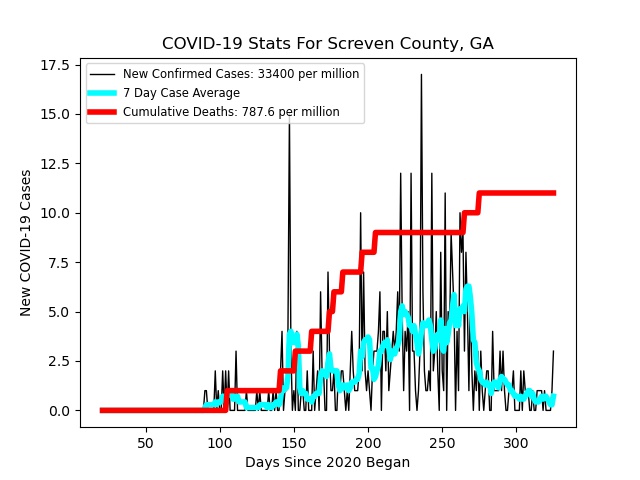 COVID-19 Stats For Screven County, GA
New Confirmed Cases: 33400 per million
7 Day Case Average
Cumulative Deaths: 787.6 per million
New COVID-19 Cases
17.5
15.0
12.5
10.0
7.5
5.0
2.5
0.0
50 100 150 200 250 300
Days Since 2020 Began